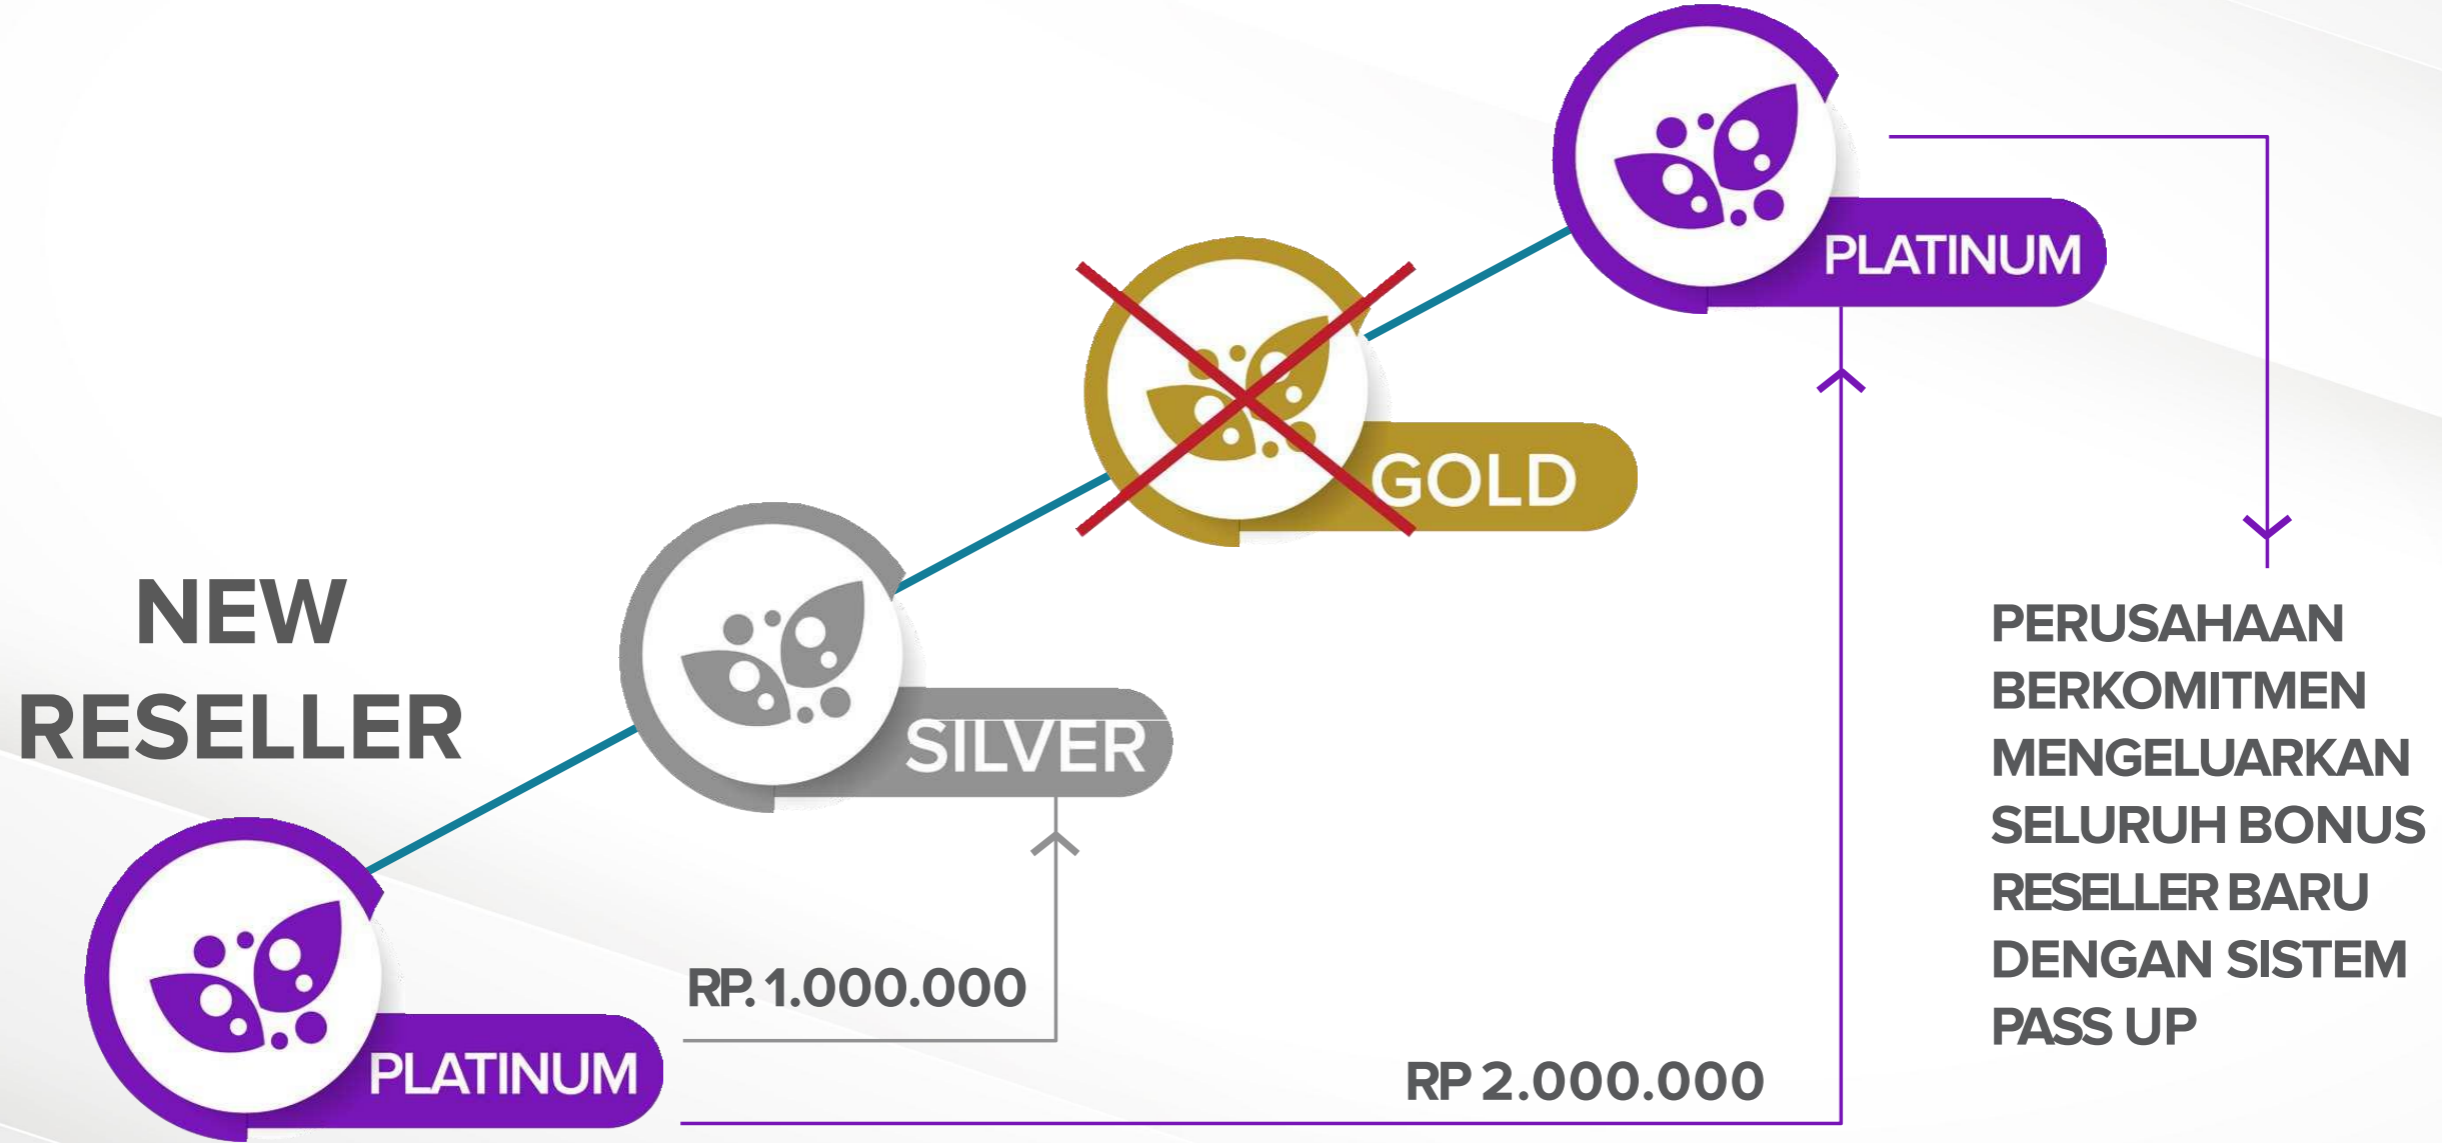 PLATINUM
GOLD
NEW
RESELLER
SILVER
PERUSAHAAN
BERKOMITMEN
MENGELUARKAN
SELURUH BONUS
RESELLER BARU
DENGAN SISTEM
PASS UP
RP. 1.000.000
PLATINUM
RP 2.000.000